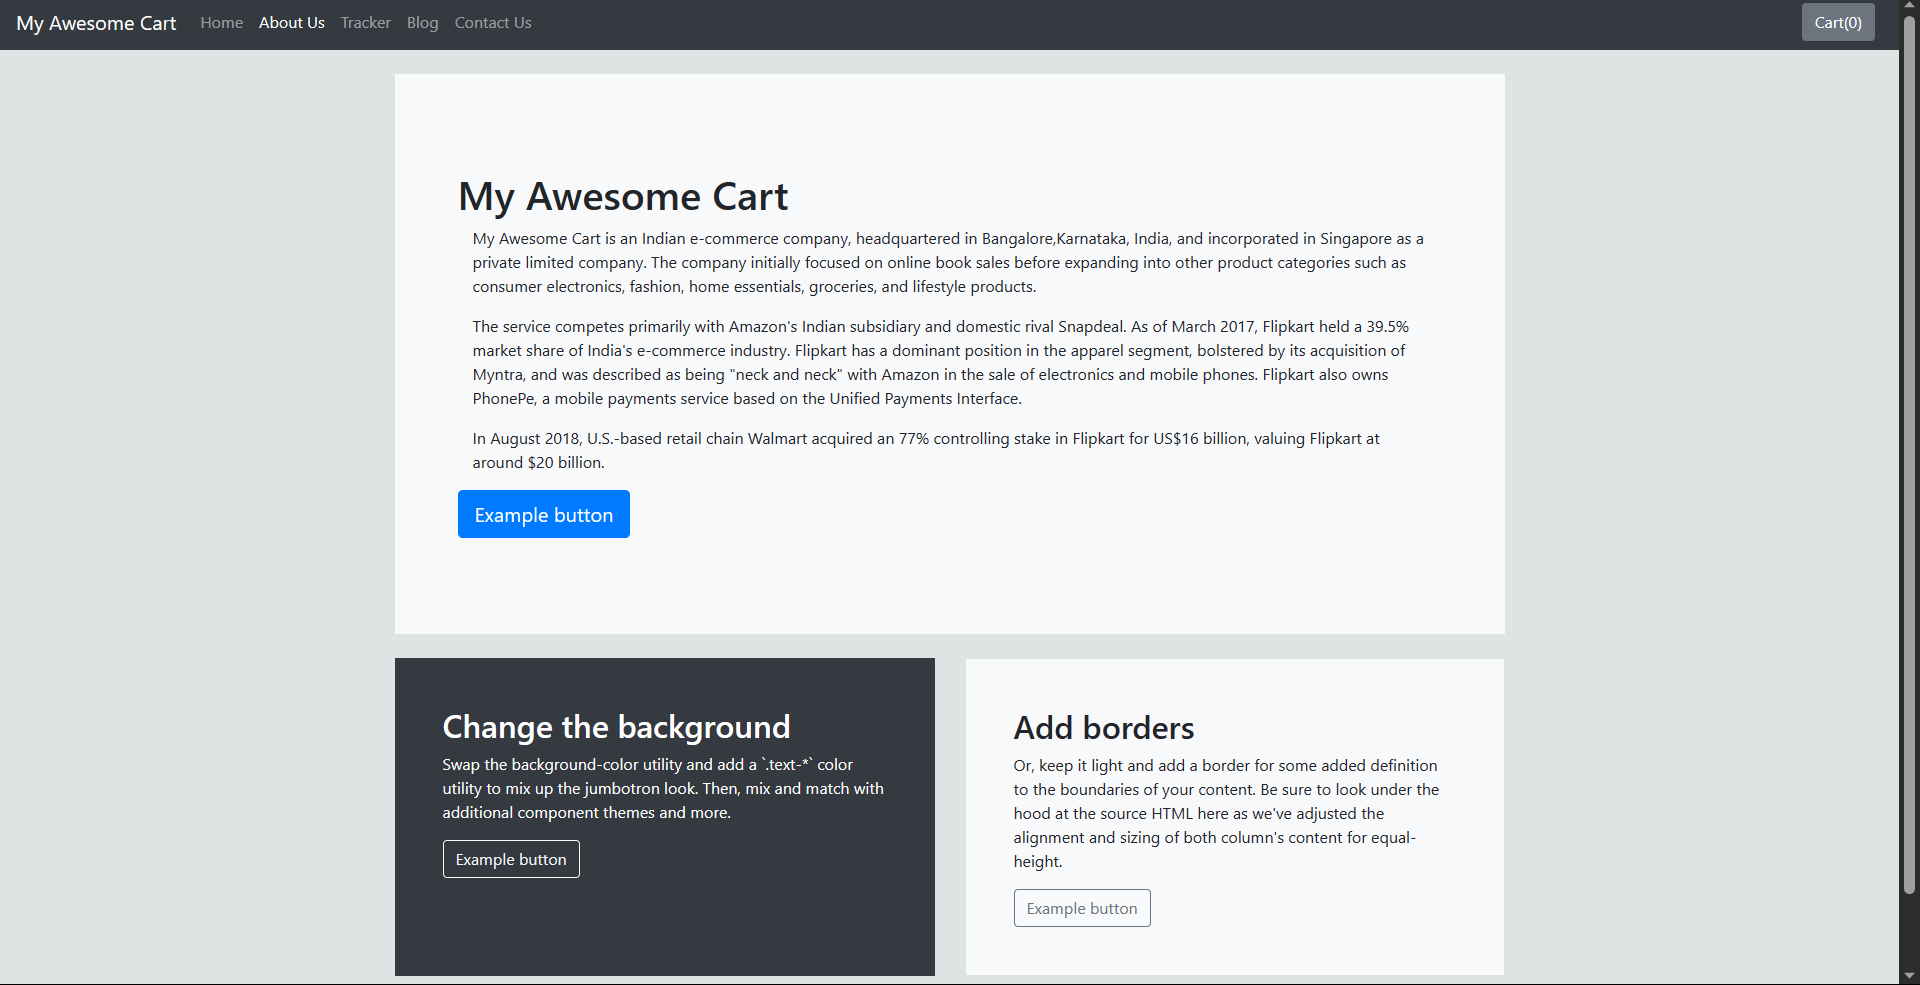 My Awesome Cart Home About Us Tracker Blog Contact Us Cart(0)
My Awesome Cart
My Awesome Cart is an Indian e-commerce company, headquartered in Bangalore,Karnataka, India, and incorporated in Singapore as a
private limited company. The company initially focused on online book sales before expanding into other product categories such as
consumer electronics, fashion, home essentials, groceries, and lifestyle products.
The service competes primarily with Amazon's Indian subsidiary and domestic rival Snapdeal. As of March 2017, Flipkart held a 39.5%
market share of India's e-commerce industry. Flipkart has a dominant position in the apparel segment, bolstered by its acquisition of
Myntra, and was described as being "neck and neck" with Amazon in the sale of electronics and mobile phones. Flipkart also owns
PhonePe, a mobile payments service based on the Unified Payments Interface.
In August 2018, U.S.-based retail chain Walmart acquired an 77% controlling stake in Flipkart for US$16 billion, valuing Flipkart at
around $20 billion.
Example button
Change the background
Swap the background-color utility and add a `.text-*` color
utility to mix up the jumbotron look. Then, mix and match with
additional component themes and more.
Example button
Add borders
Or, keep it light and add a border for some added definition
to the boundaries of your content. Be sure to look under the
hood at the source HTML here as we've adjusted the
alignment and sizing of both column's content for equal-
height.
Example button